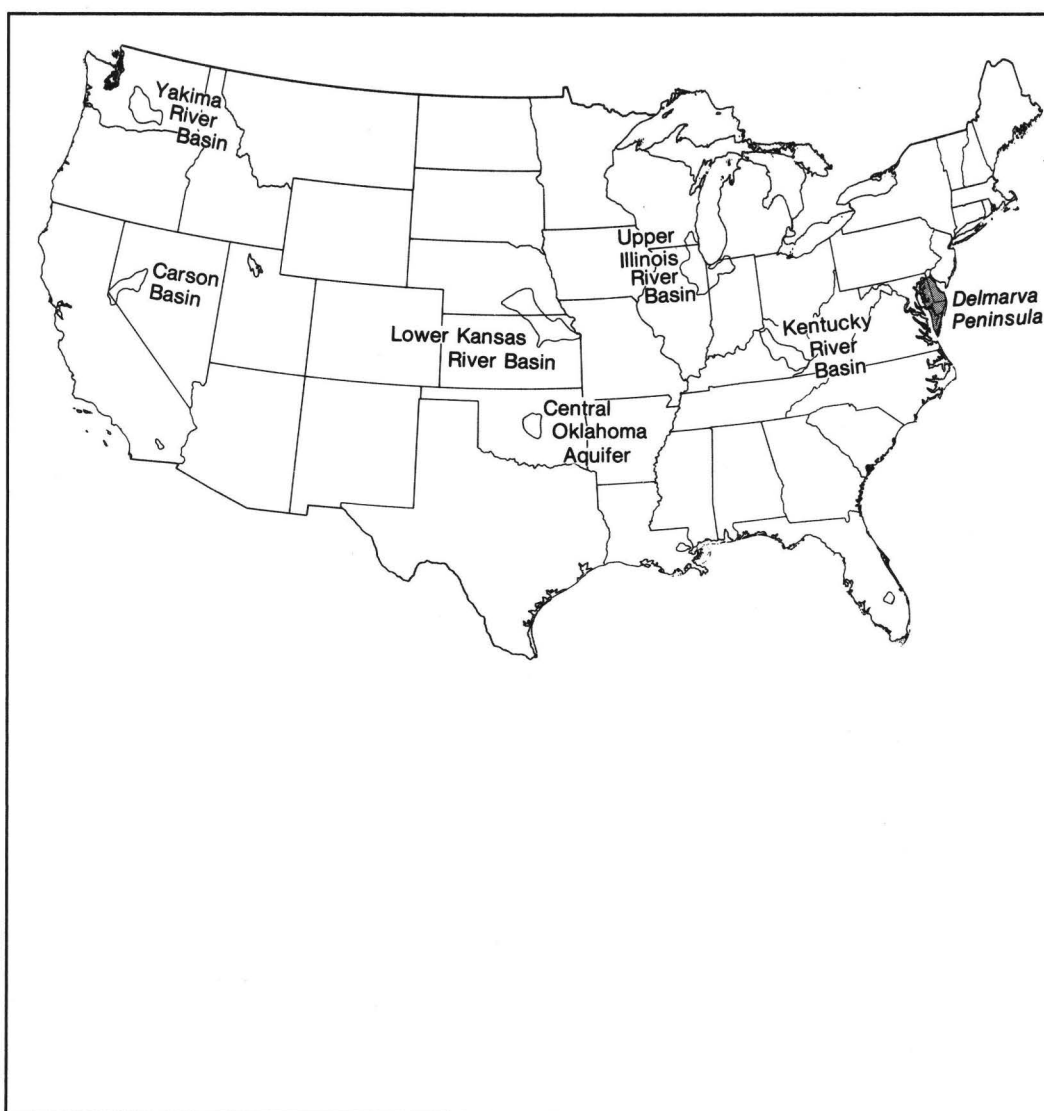 Yakima
River
Basin
Carson
Basin
Lower Kansas
River Basin
Central
Oklahoma
Aquifer
Upper
Illinois
River
Basin
Kentucky
River
Basin
Delmarva
Peninsula